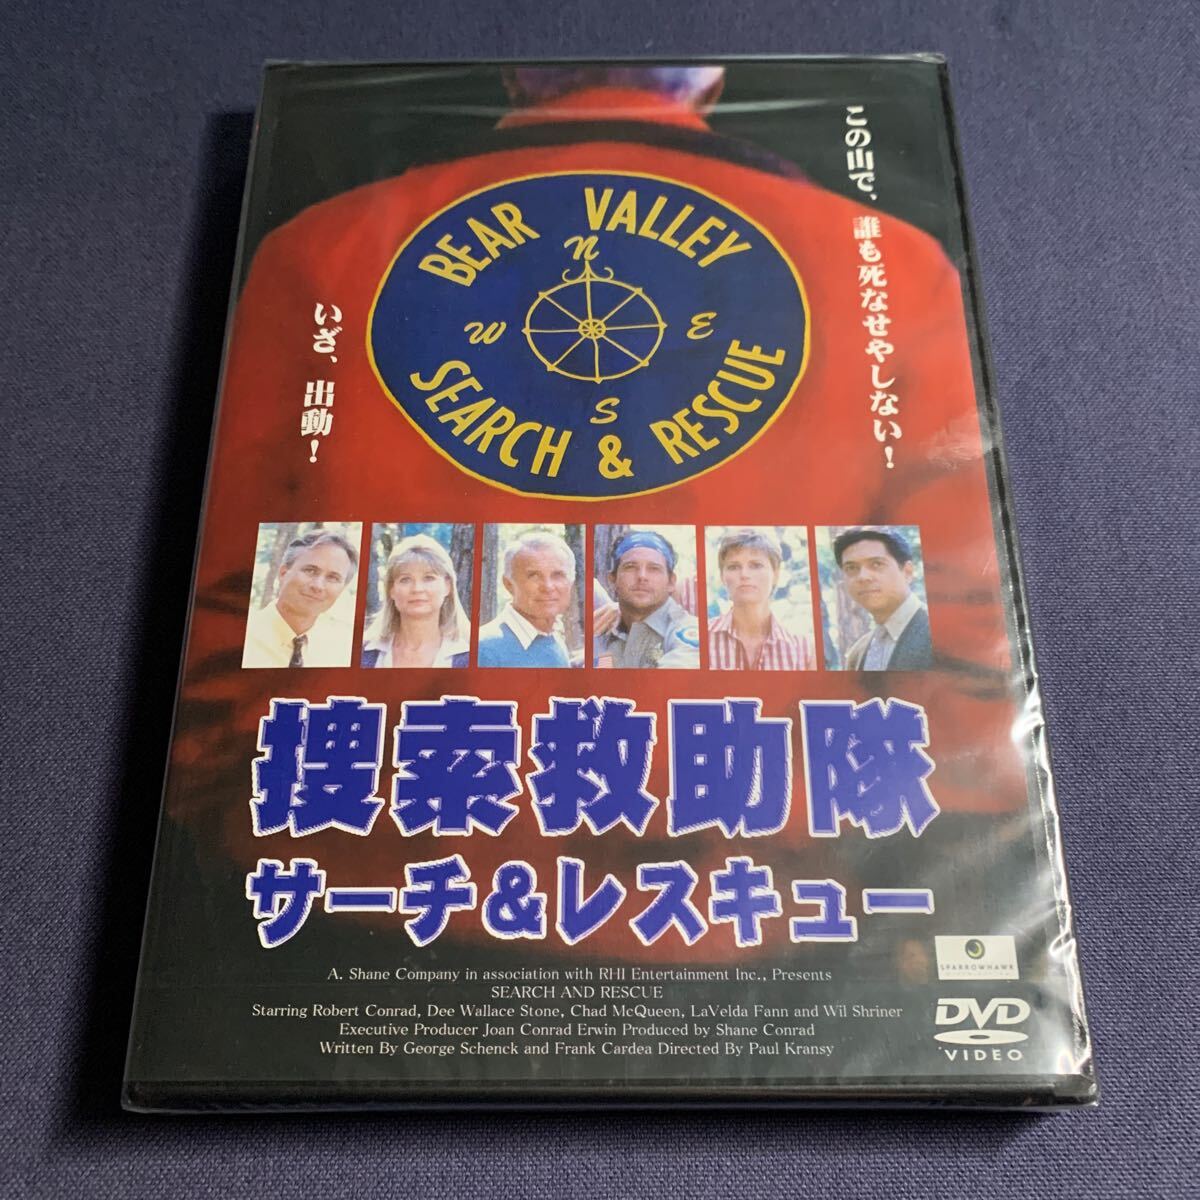 この山で、誰も死なせやしない！
いざ、出動！
BEAR VALLEY
N
W
E
S
SEARCH & RESCUE
捜索救助隊
サーチ&レスキュー
A. Shane Company in association with RHI Entertainment Inc., Presents
SEARCH AND RESCUE
Starring Robert Conrad, Dee Wallace Stone, Chad McQueen, LaVelda Fann and Wil Shriner
Executive Producer Joan Conrad Erwin Produced by Shane Conrad
Written By George Schenck and Frank Cardea Directed By Paul Kransy
SPARROWHAWK
DVD
VIDEO